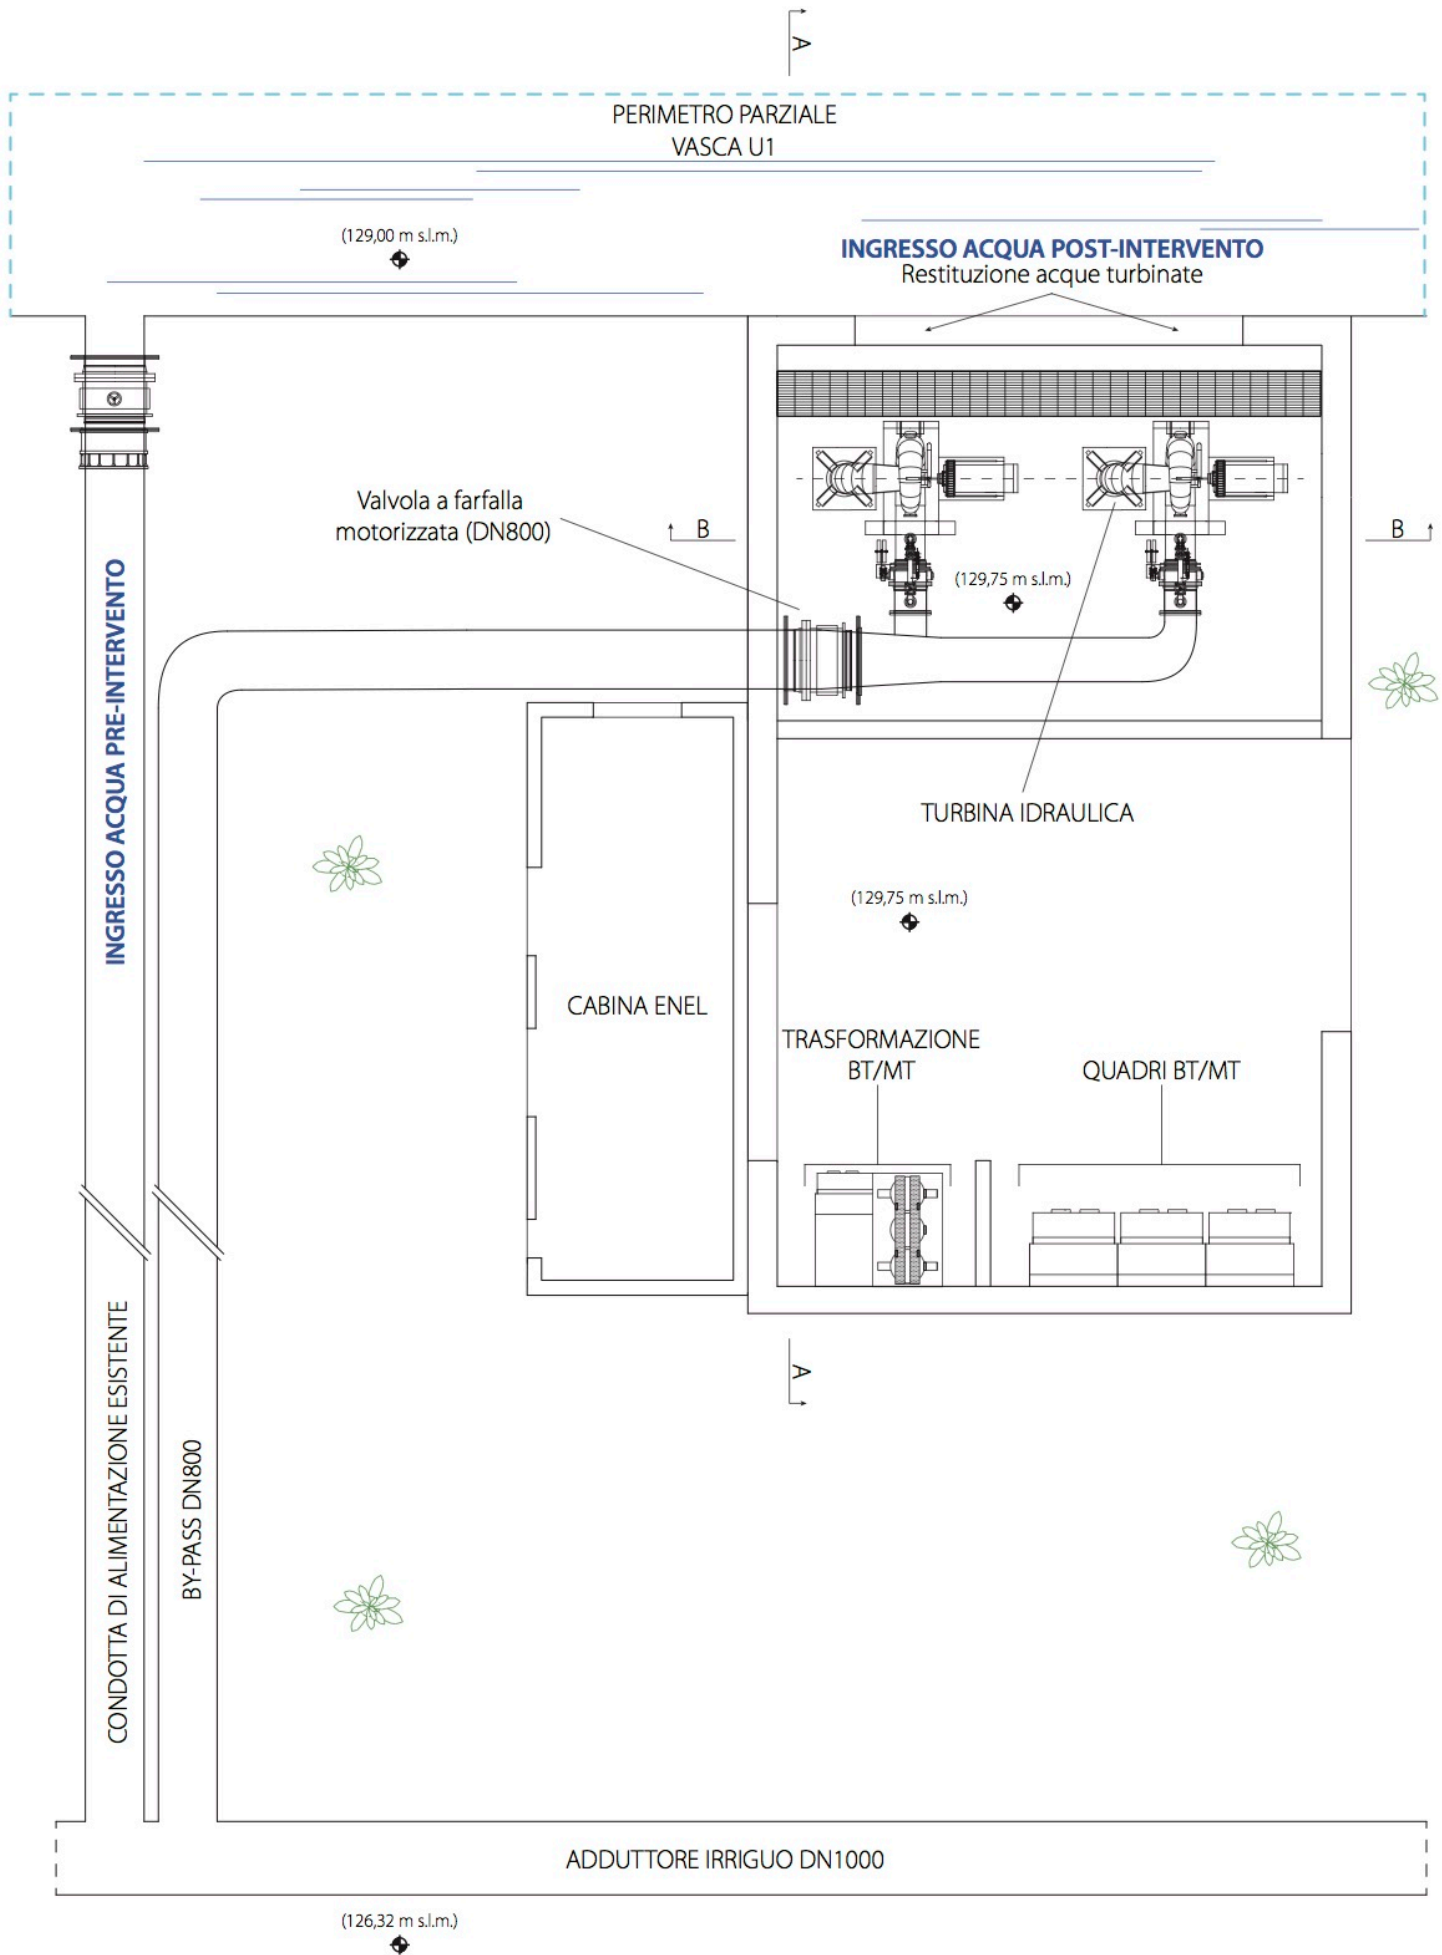 A
PERIMETRO PARZIALE
VASCA U1
(129,00 m s.l.m.)
INGRESSO ACQUA POST-INTERVENTO
Restituzione acque turbinate
Valvola a farfalla
motorizzata (DN800)
B
B
(129,75 m s.l.m.)
INGRESSO ACQUA PRE-INTERVENTO
TURBINA IDRAULICA
(129,75 m s.l.m.)
CABINA ENEL
TRASFORMAZIONE
BT/MT
QUADRI BT/MT
CONDOTTA DI ALIMENTAZIONE ESISTENTE
A
BY-PASS DN800
ADDUTTORE IRRIGUO DN1000
(126,32 m s.l.m.)